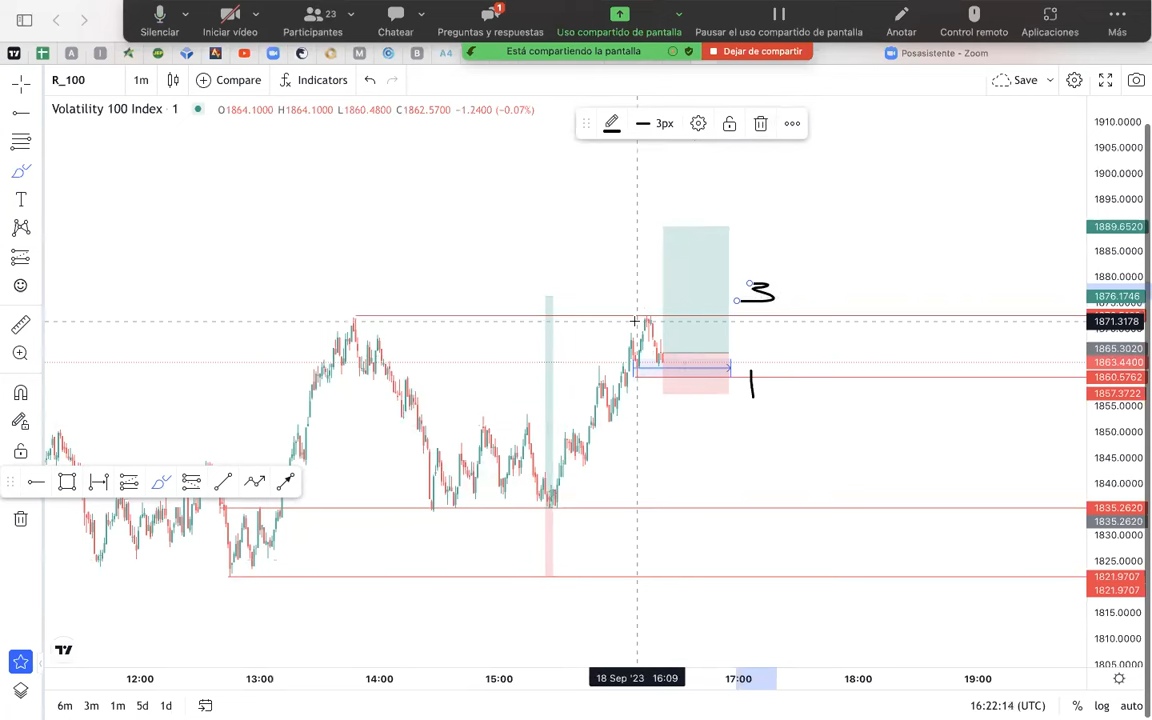 23
1
Silenciar
Iniciar vídeo
Participantes
Chatear
Preguntas y respuestas
Uso compartido de pantalla
Pausar el uso compartido de pantalla
Anotar
Control remoto
Aplicaciones
Más
A4
Está compartiendo la pantalla
Dejar de compartir
Posasistente - Zoom
R_100
1m
Compare
Indicators
Save
Volatility 100 Index · 1
O1864.1000 H1864.1000 L1860.4800 C1862.5700 −1.2400 (−0.07%)
3px
1910.0000
1905.0000
1900.0000
1895.0000
1889.6520
1885.0000
1880.0000
1876.1746
1871.3178
1865.3020
1863.4400
1860.5762
1857.3722
1855.0000
1850.0000
1845.0000
1840.0000
1835.2620
1835.2620
1830.0000
1825.0000
1821.9707
1821.9707
1815.0000
1810.0000
1805.0000
3
1
12:00
13:00
14:00
15:00
18 Sep '23 16:09
17:00
18:00
19:00
6m
3m
1m
5d
1d
16:22:14 (UTC)
%
log
auto